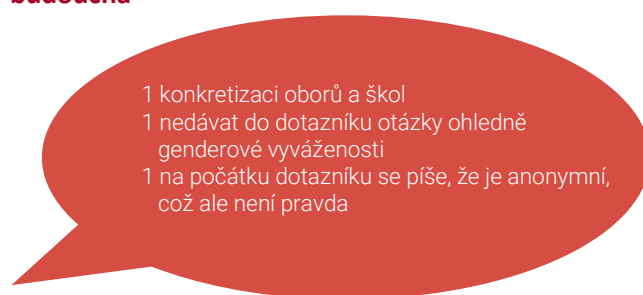 budoucna
1 konkretizaci oborů a škol
1 nedávat do dotazníku otázky ohledně
genderové vyváženosti
1 na počátku dotazníku se píše, že je anonymní,
což ale není pravda